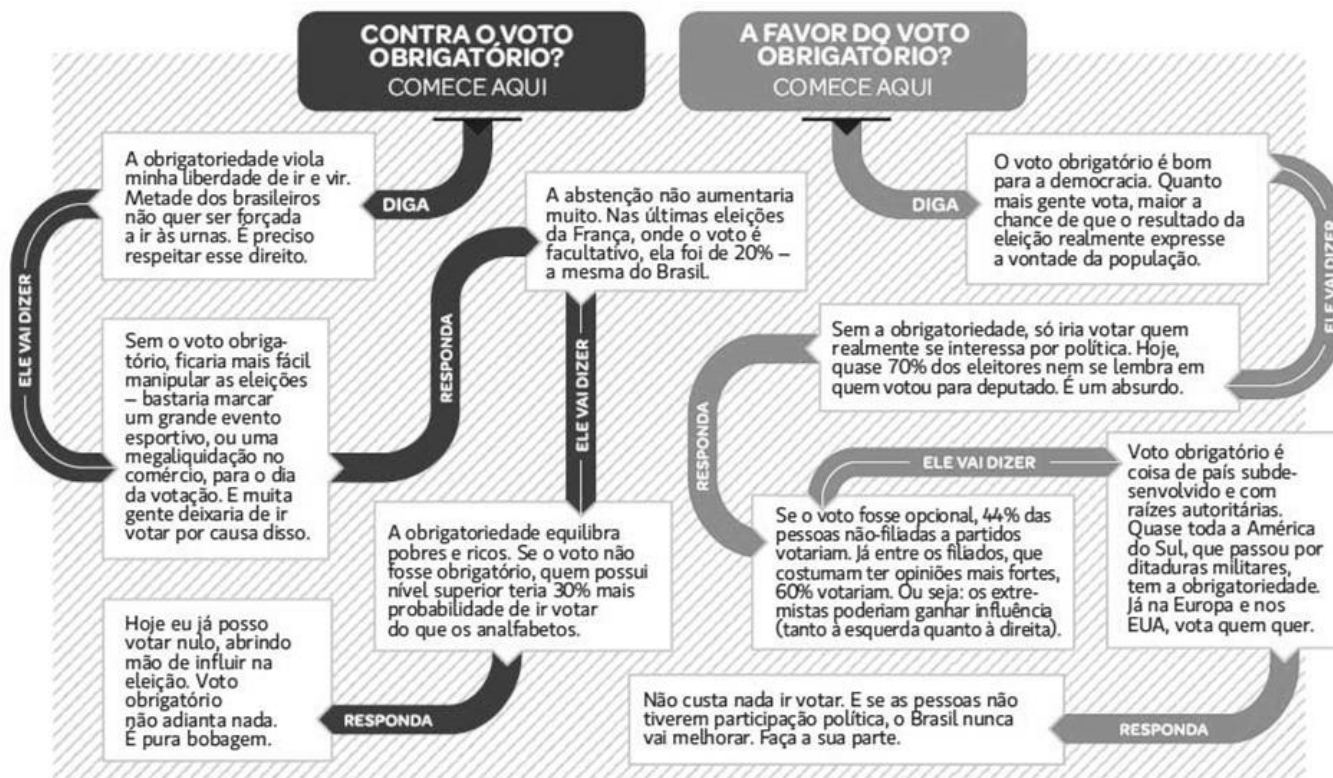 CONTRA O VOTO
OBRIGATÓRIO?
COMECE AQUI
DIGA
A obrigatoriedade viola
minha liberdade de ir e vir.
Metade dos brasileiros
não quer ser forçada
a ir às urnas. É preciso
respeitar esse direito.
ELE VAI DIZER
Sem o voto obriga-
tório, ficaria mais fácil
manipular as eleições
– bastaria marcar
um grande evento
esportivo, ou uma
megaliquidação no
comércio, para o dia
da votação. E muita
gente deixaria de ir
votar por causa disso.
RESPONDA
A abstenção não aumentaria
muito. Nas últimas eleições
da França, onde o voto é
facultativo, ela foi de 20% –
a mesma do Brasil.
ELE VAI DIZER
A obrigatoriedade equilibra
pobres e ricos. Se o voto não
fosse obrigatório, quem possui
nível superior teria 30% mais
probabilidade de ir votar
do que os analfabetos.
RESPONDA
Hoje eu já posso
votar nulo, abrindo
mão de influir na
eleição. Voto
obrigatório
não adianta nada.
É pura bobagem.
A FAVOR DO VOTO
OBRIGATÓRIO?
COMECE AQUI
DIGA
O voto obrigatório é bom
para a democracia. Quanto
mais gente vota, maior a
chance de que o resultado da
eleição realmente expresse
a vontade da população.
ELE VAI DIZER
Sem a obrigatoriedade, só iria votar quem
realmente se interessa por política. Hoje,
quase 70% dos eleitores nem se lembra em
quem votou para deputado. É um absurdo.
RESPONDA
Se o voto fosse opcional, 44% das
pessoas não-filiadas a partidos
votariam. Já entre os filiados, que
costumam ter opiniões mais fortes,
60% votariam. Ou seja: os extre-
mistas poderiam ganhar influência
(tanto à esquerda quanto à direita).
ELE VAI DIZER
Voto obrigatório é
coisa de país subde-
senvolvido e com
raízes autoritárias.
Quase toda a América
do Sul, que passou por
ditaduras militares,
tem a obrigatoriedade.
Já na Europa e nos
EUA, vota quem quer.
RESPONDA
Não custa nada ir votar. E se as pessoas não
tiverem participação política, o Brasil nunca
vai melhorar. Faça a sua parte.